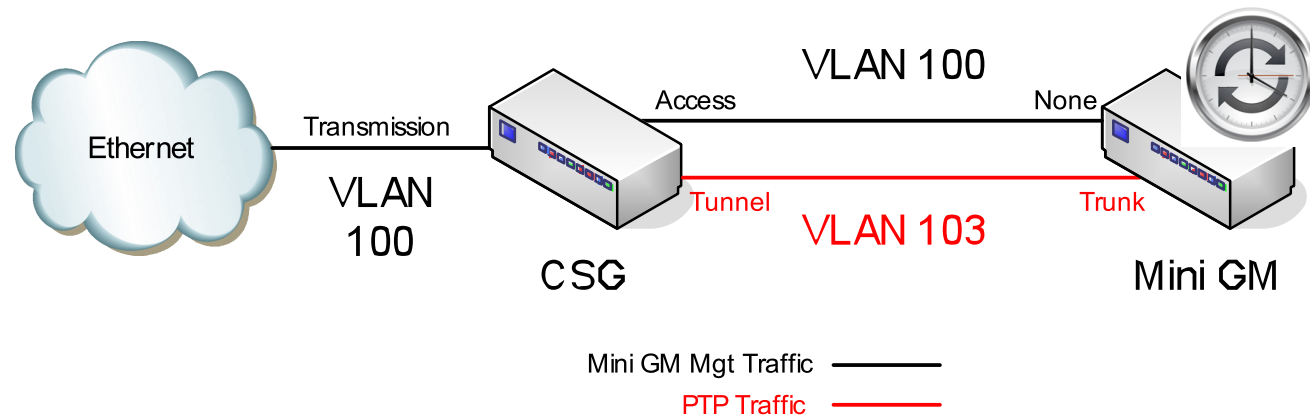 VLAN 100
Access
None
Transmission
Ethernet
VLAN
100
Tunnel
Trunk
VLAN 103
CSG
Mini GM
Mini GM Mgt Traffic
PTP Traffic